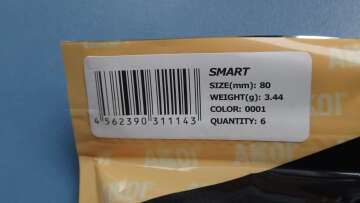 SMART
SIZE(mm): 80
WEIGHT(g): 3.44
COLOR: 0001
QUANTITY: 6
4 562390 311143